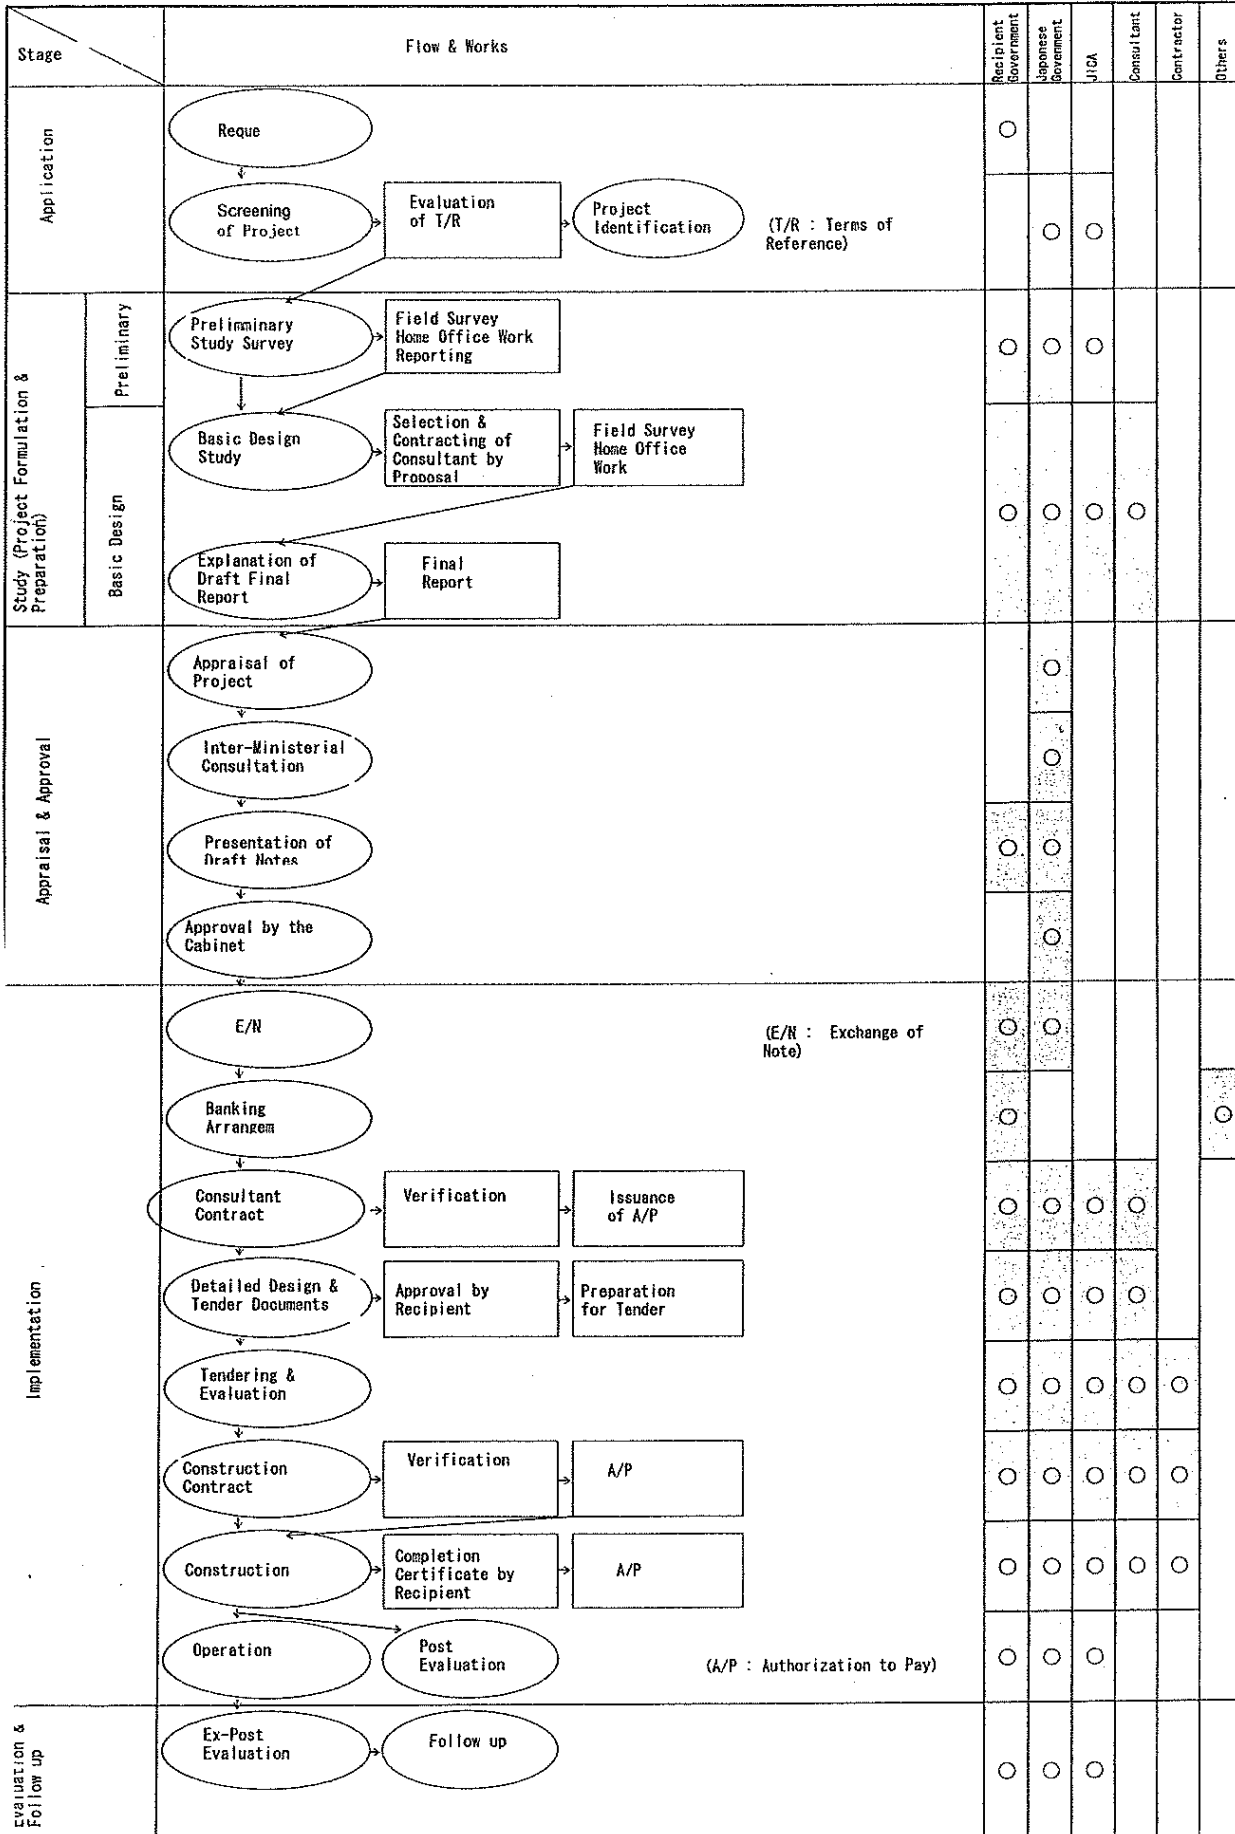 Stage
Flow & Works
Recipient
Government
Japanese
Govenment
JICA
Consultant
Contractor
Others
Application
Reque
Screening
of Project
Evaluation
of T/R
Project
Identification
(T/R : Terms of
Reference)
Study (Project Formulation &
Preparation)
Preliminary
Prelimmary
Study Survey
Field Survey
Home Office Work
Reporting
Basic Design
Basic Design
Study
Selection &
Contracting of
Consultant by
Proposal
Field Survey
Home Office
Work
Explanation of
Draft Final
Report
Final
Report
Appraisal & Approval
Appraisal of
Project
Inter-Ministerial
Consultation
Presentation of
Draft Notes
Approval by the
Cabinet
Implementation
E/N
(E/N : Exchange of
Note)
Banking
Arrangem
Consultant
Contract
Verification
Issuance
of A/P
Detailed Design &
Tender Documents
Approval by
Recipient
Preparation
for Tender
Tendering &
Evaluation
Construction
Contract
Verification
A/P
Construction
Completion
Certificate by
Recipient
A/P
Operation
Post
Evaluation
(A/P : Authorization to Pay)
Evaluation &
Follow up
Ex-Post
Evaluation
Follow up